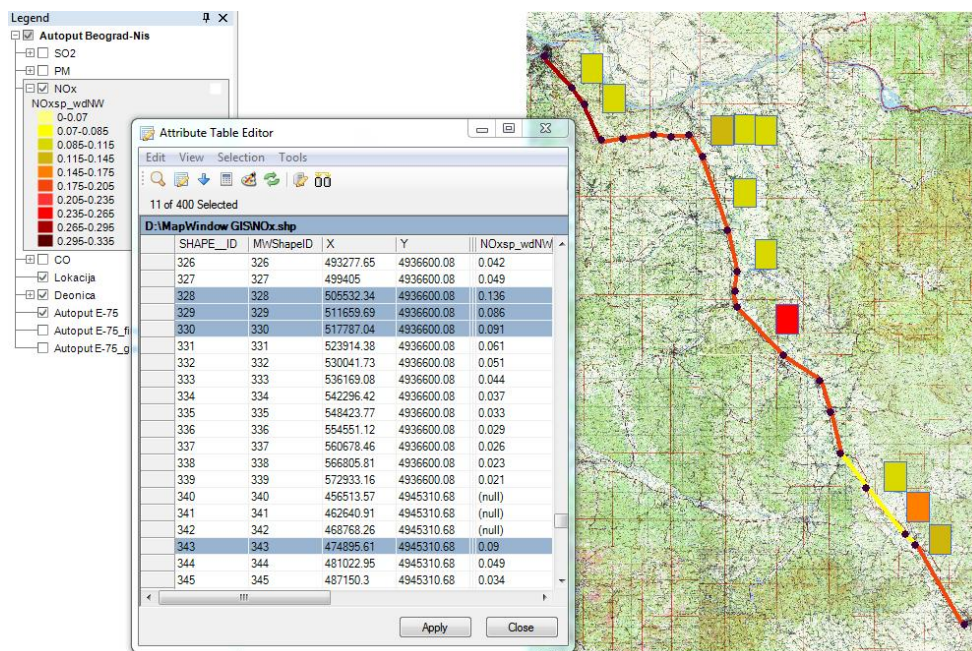 Legend
Autoput Beograd-Nis
SO2
PM
NOx
NOxsp_wdNW
0-0.07
0.07-0.085
0.085-0.115
0.115-0.145
0.145-0.175
0.175-0.205
0.205-0.235
0.235-0.265
0.265-0.295
0.295-0.335
CO
Lokacija
Deonica
Autoput E-75
Autoput E-75_fi
Autoput E-75_g
Attribute Table Editor
Edit View Selection Tools
11 of 400 Selected
D:\MapWindow GIS\NOx.shp
SHAPE__ID MWShapeID X Y NOxsp_wdNW
326 326 493277.65 4936600.08 0.042
327 327 499405 4936600.08 0.049
328 328 505532.34 4936600.08 0.136
329 329 511659.69 4936600.08 0.086
330 330 517787.04 4936600.08 0.091
331 331 523914.38 4936600.08 0.061
332 332 530041.73 4936600.08 0.051
333 333 536169.08 4936600.08 0.044
334 334 542296.42 4936600.08 0.037
335 335 548423.77 4936600.08 0.033
336 336 554551.12 4936600.08 0.029
337 337 560678.46 4936600.08 0.026
338 338 566805.81 4936600.08 0.023
339 339 572933.16 4936600.08 0.021
340 340 456513.57 4945310.68 (null)
341 341 462640.91 4945310.68 (null)
342 342 468768.26 4945310.68 (null)
343 343 474895.61 4945310.68 0.09
344 344 481022.95 4945310.68 0.049
345 345 487150.3 4945310.68 0.034
Apply Close